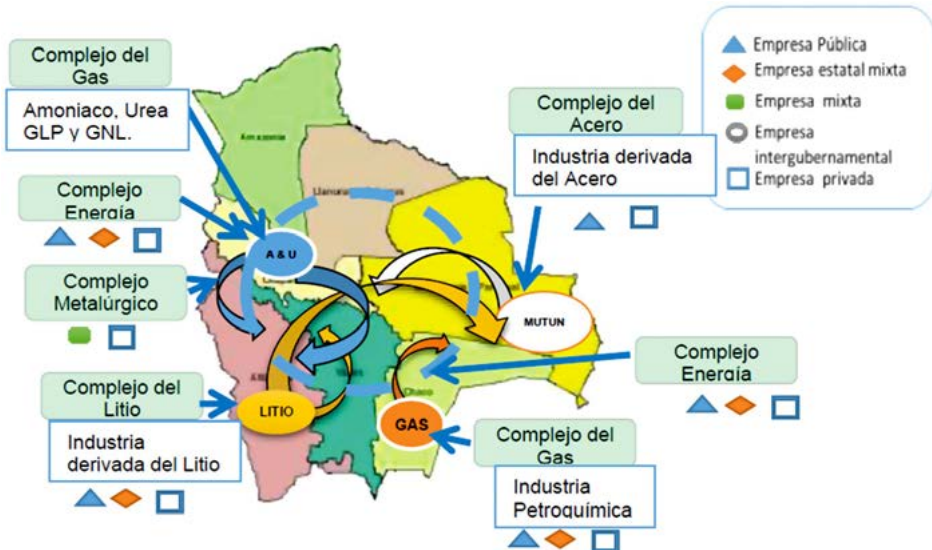 Complejo del
Gas
Amoniaco, Urea
GLP y GNL.
Complejo
Energía
Complejo
Metalúrgico
Complejo del
Litio
Industria
derivada del Litio
Amazonia
A & U
LITIO
GAS
Chaco
MUTUN
Complejo del
Acero
Industria derivada
del Acero
Complejo
Energía
Complejo del
Gas
Industria
Petroquímica
Empresa Pública
Empresa estatal mixta
Empresa mixta
Empresa
intergubernamental
Empresa privada